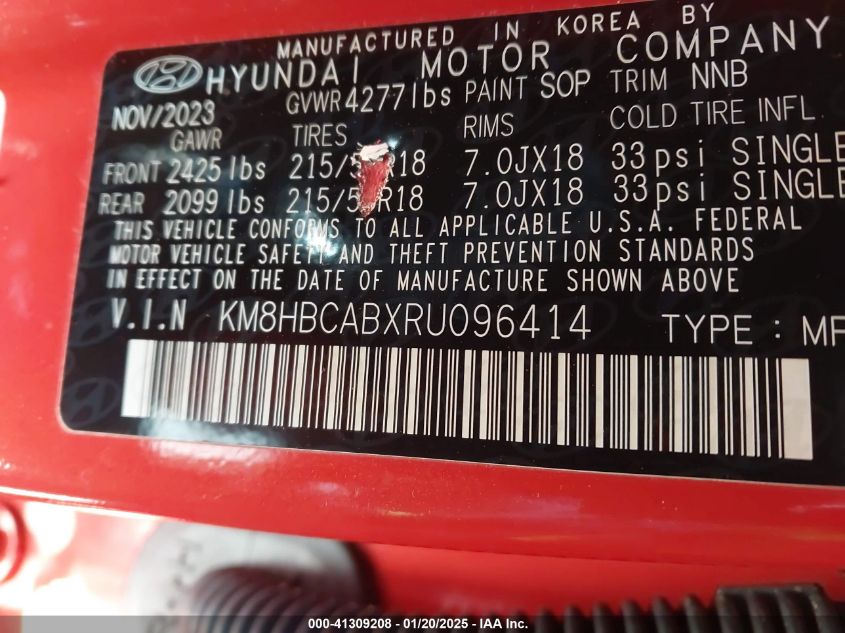 MANUFACTURED IN KOREA BY
HYUNDAI MOTOR COMPANY
NOV/2023 GVWR 4277lbs PAINT SOP TRIM NNB
GAWR TIRES RIMS COLD TIRE INFL.
FRONT 2425 lbs R18 7.0JX18 33psi SINGLE
REAR 2099 lbs R18 7.0JX18 33psi SINGLE
THIS VEHICLE CONFORMS TO ALL APPLICABLE U.S.A. FEDERAL
MOTOR VEHICLE SAFETY AND THEFT PREVENTION STANDARDS
IN EFFECT ON THE DATE OF MANUFACTURE SHOWN ABOVE
V.I.N KM8HBCABXRU096414 TYPE : MP
000-41309208 - 01/20/2025 - IAA Inc.